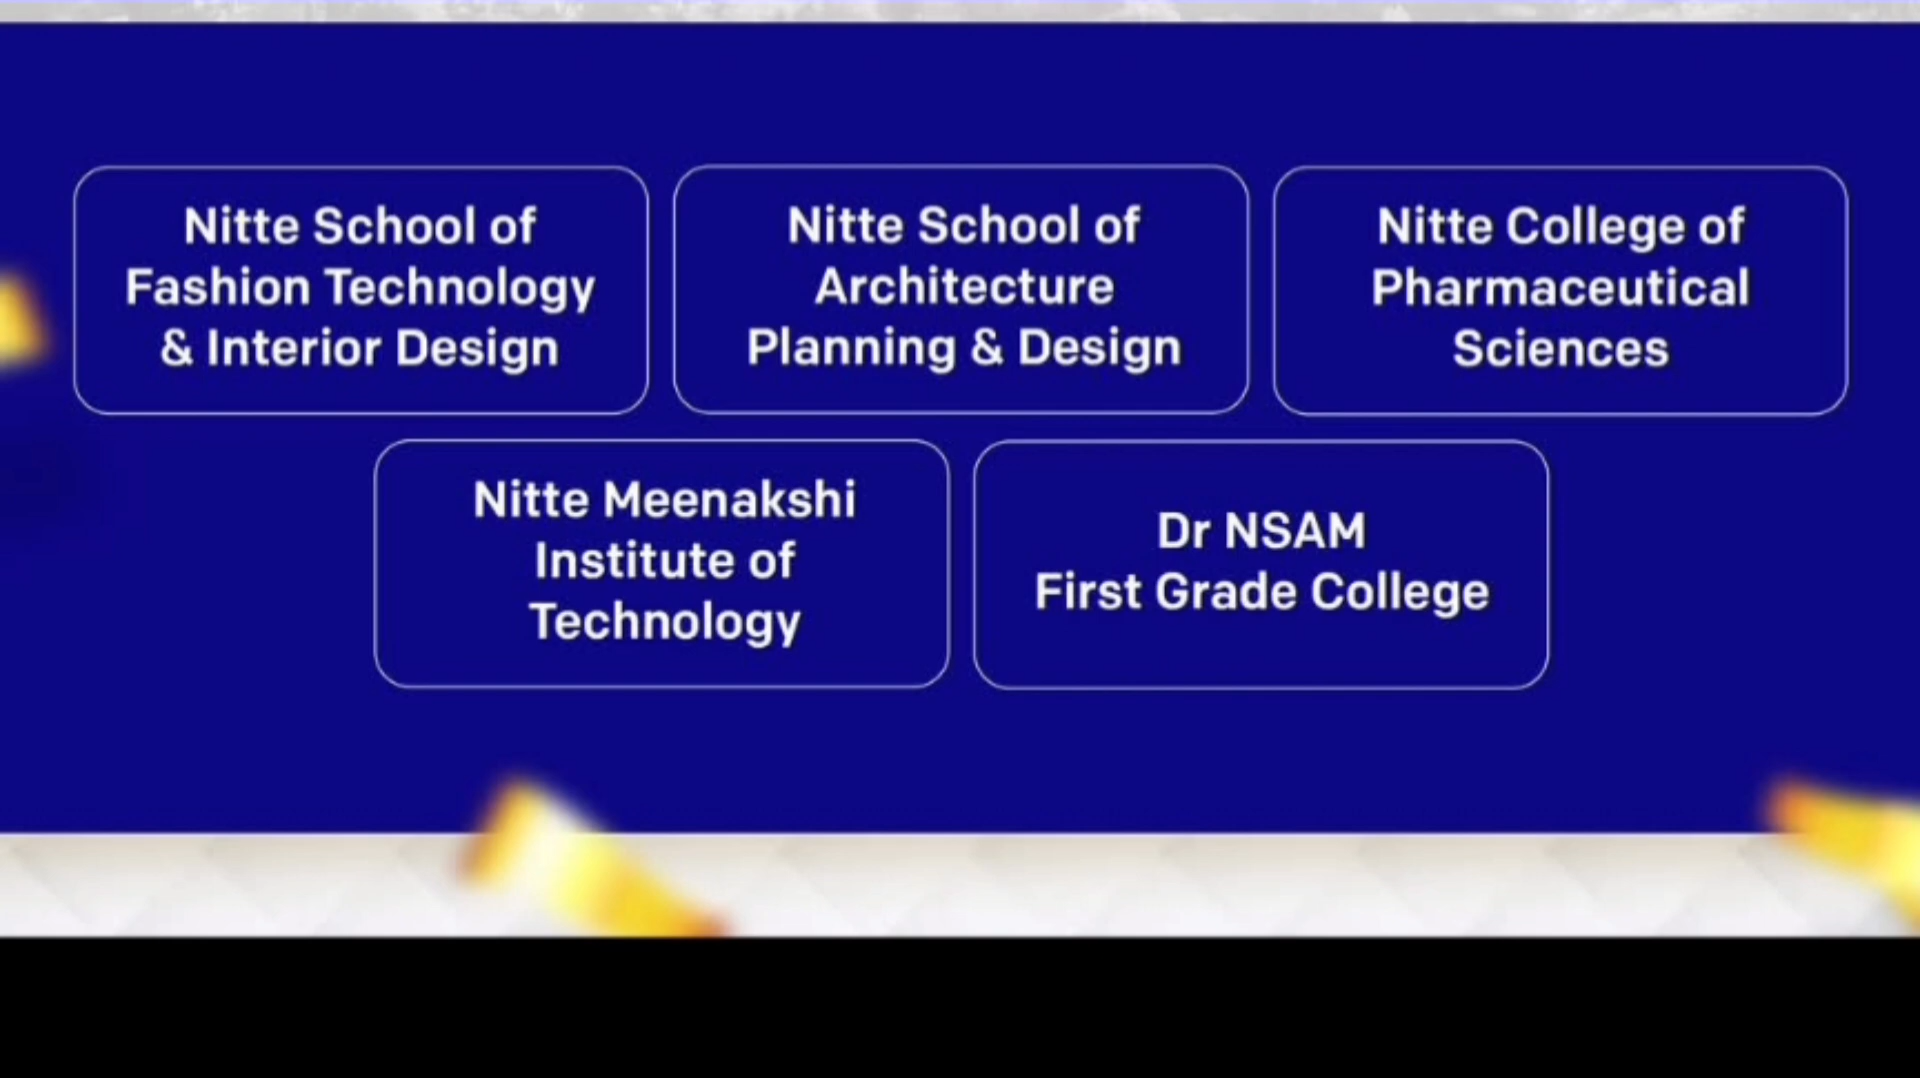 Nitte School of
Fashion Technology
& Interior Design
Nitte School of
Architecture
Planning & Design
Nitte College of
Pharmaceutical
Sciences
Nitte Meenakshi
Institute of
Technology
Dr NSAM
First Grade College